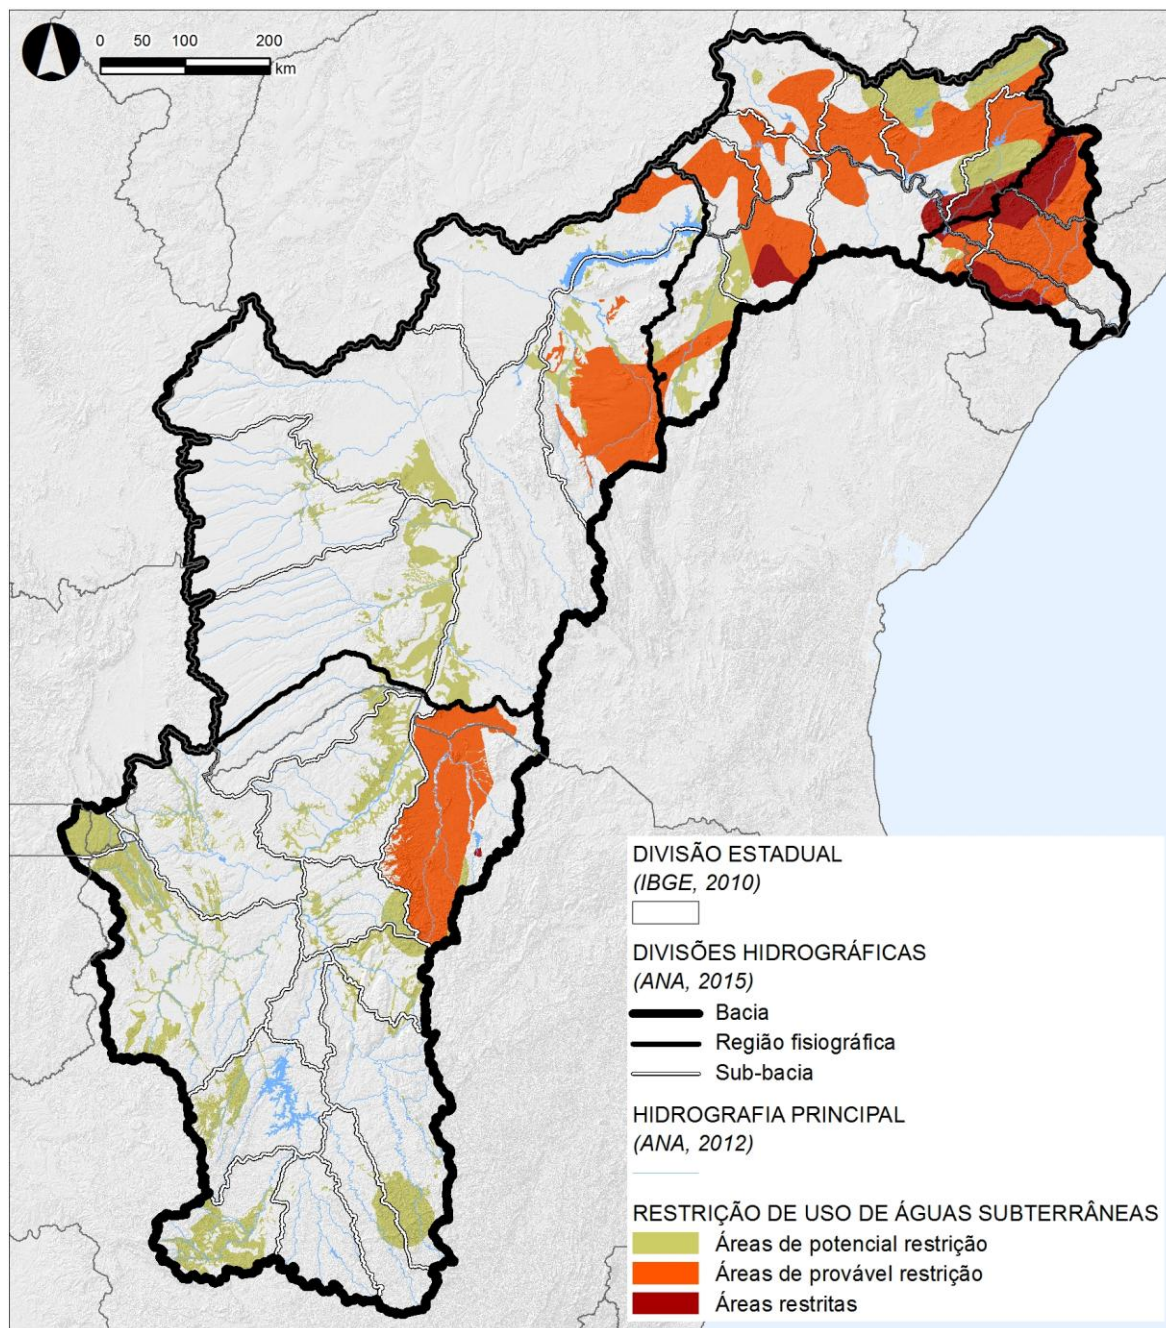 0 50 100 200
km
DIVISÃO ESTADUAL
(IBGE, 2010)
DIVISÕES HIDROGRÁFICAS
(ANA, 2015)
Bacia
Região fisiográfica
Sub-bacia
HIDROGRAFIA PRINCIPAL
(ANA, 2012)
RESTRIÇÃO DE USO DE ÁGUAS SUBTERRÂNEAS
Áreas de potencial restrição
Áreas de provável restrição
Áreas restritas